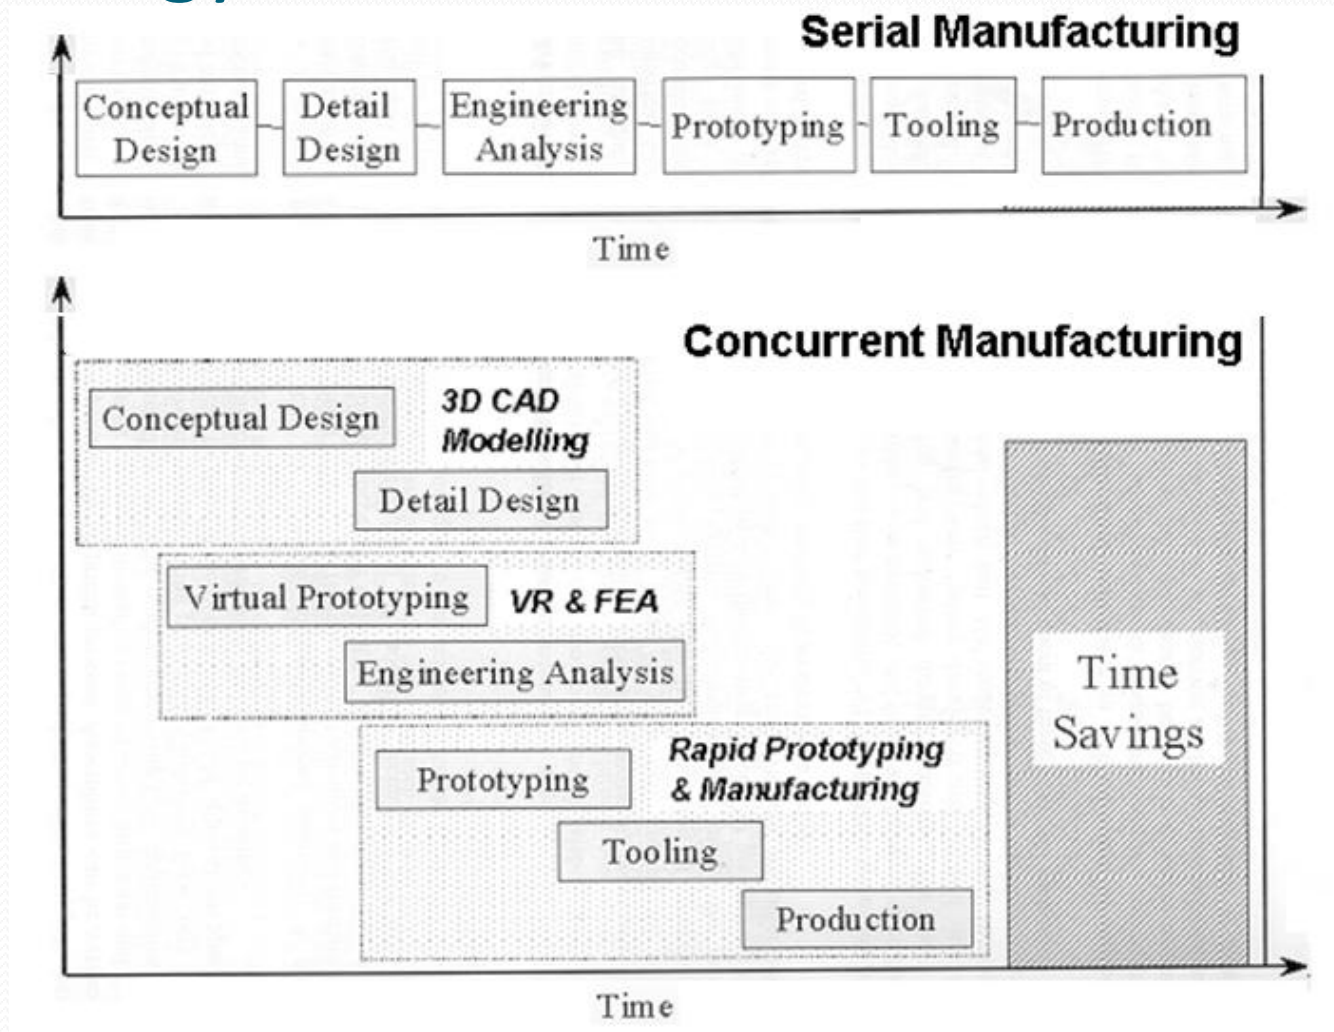 Serial Manufacturing
Conceptual
Design
Detail
Design
Engineering
Analysis
Prototyping
Tooling
Production
Time
Concurrent Manufacturing
Conceptual Design
3D CAD
Modelling
Detail Design
Virtual Prototyping
VR & FEA
Engineering Analysis
Time
Savings
Rapid Prototyping
& Manufacturing
Prototyping
Tooling
Production
Time